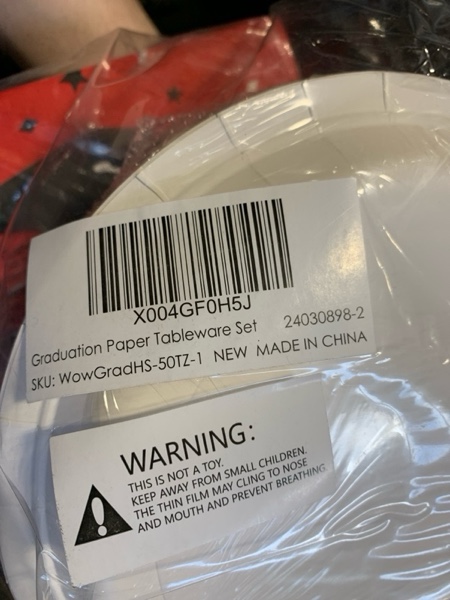 X004GF0H5J
Graduation Paper Tableware Set 24030898-2
SKU: WowGradHS-50TZ-1 NEW MADE IN CHINA
WARNING:
THIS IS NOT A TOY.
KEEP AWAY FROM SMALL CHILDREN.
THE THIN FILM MAY CLING TO NOSE
AND MOUTH AND PREVENT BREATHING.